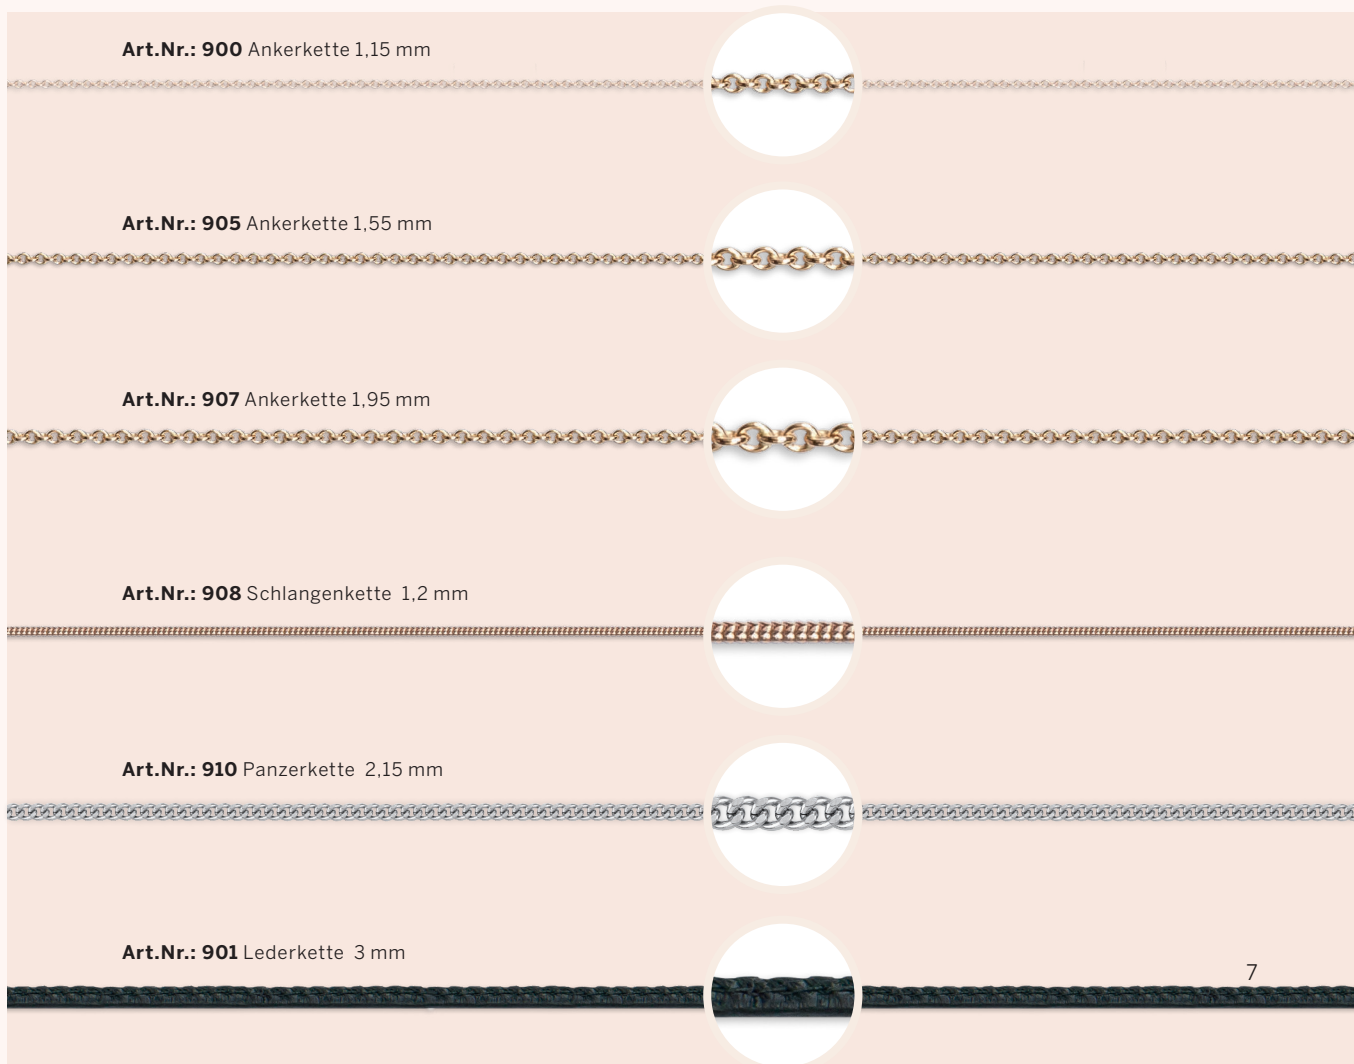 Art.Nr.: 900 Ankerkette 1,15 mm
Art.Nr.: 905 Ankerkette 1,55 mm
Art.Nr.: 907 Ankerkette 1,95 mm
Art.Nr.: 908 Schlangenkette 1,2 mm
Art.Nr.: 910 Panzerkette 2,15 mm
Art.Nr.: 901 Lederkette 3 mm
7